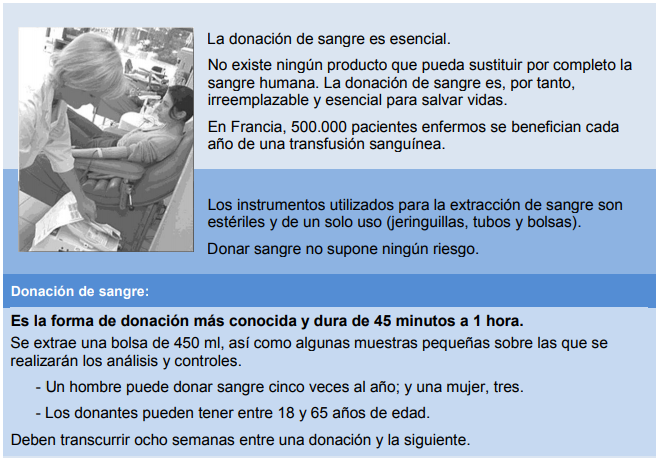 La donación de sangre es esencial.
No existe ningún producto que pueda sustituir por completo la
sangre humana. La donación de sangre es, por tanto,
irreemplazable y esencial para salvar vidas.
En Francia, 500.000 pacientes enfermos se benefician cada
año de una transfusión sanguínea.
Los instrumentos utilizados para la extracción de sangre son
estériles y de un solo uso (jeringuillas, tubos y bolsas).
Donar sangre no supone ningún riesgo.
Donación de sangre:
Es la forma de donación más conocida y dura de 45 minutos a 1 hora.
Se extrae una bolsa de 450 ml, así como algunas muestras pequeñas sobre las que se
realizarán los análisis y controles.
- Un hombre puede donar sangre cinco veces al año; y una mujer, tres.
- Los donantes pueden tener entre 18 y 65 años de edad.
Deben transcurrir ocho semanas entre una donación y la siguiente.